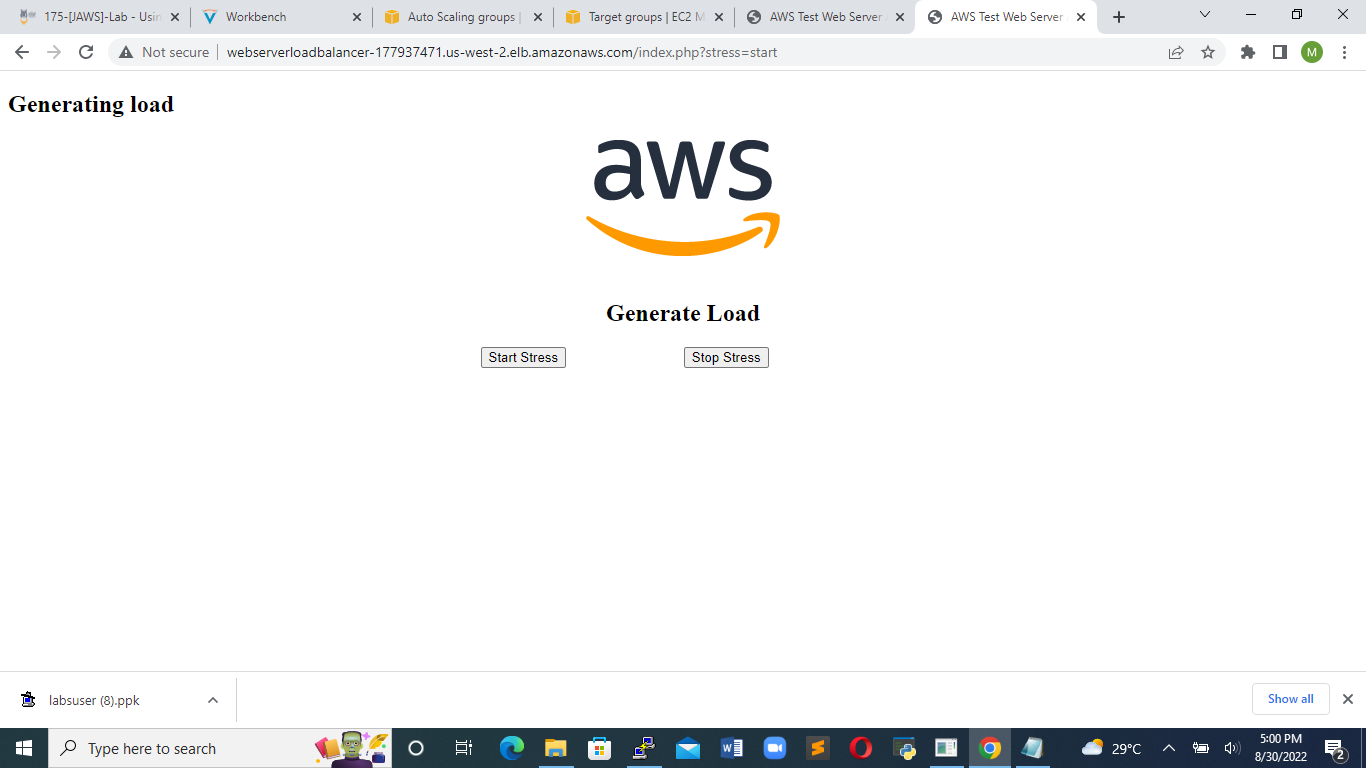 175-[JAWS]-Lab - Usin
Workbench
Auto Scaling groups |
Target groups | EC2 M
AWS Test Web Server
AWS Test Web Server
Not secure
webserverloadbalancer-177937471.us-west-2.elb.amazonaws.com/index.php?stress=start
M
Generating load
aws
Generate Load
Start Stress
Stop Stress
labsuser (8).ppk
Show all
Type here to search
29°C
5:00 PM
8/30/2022
2